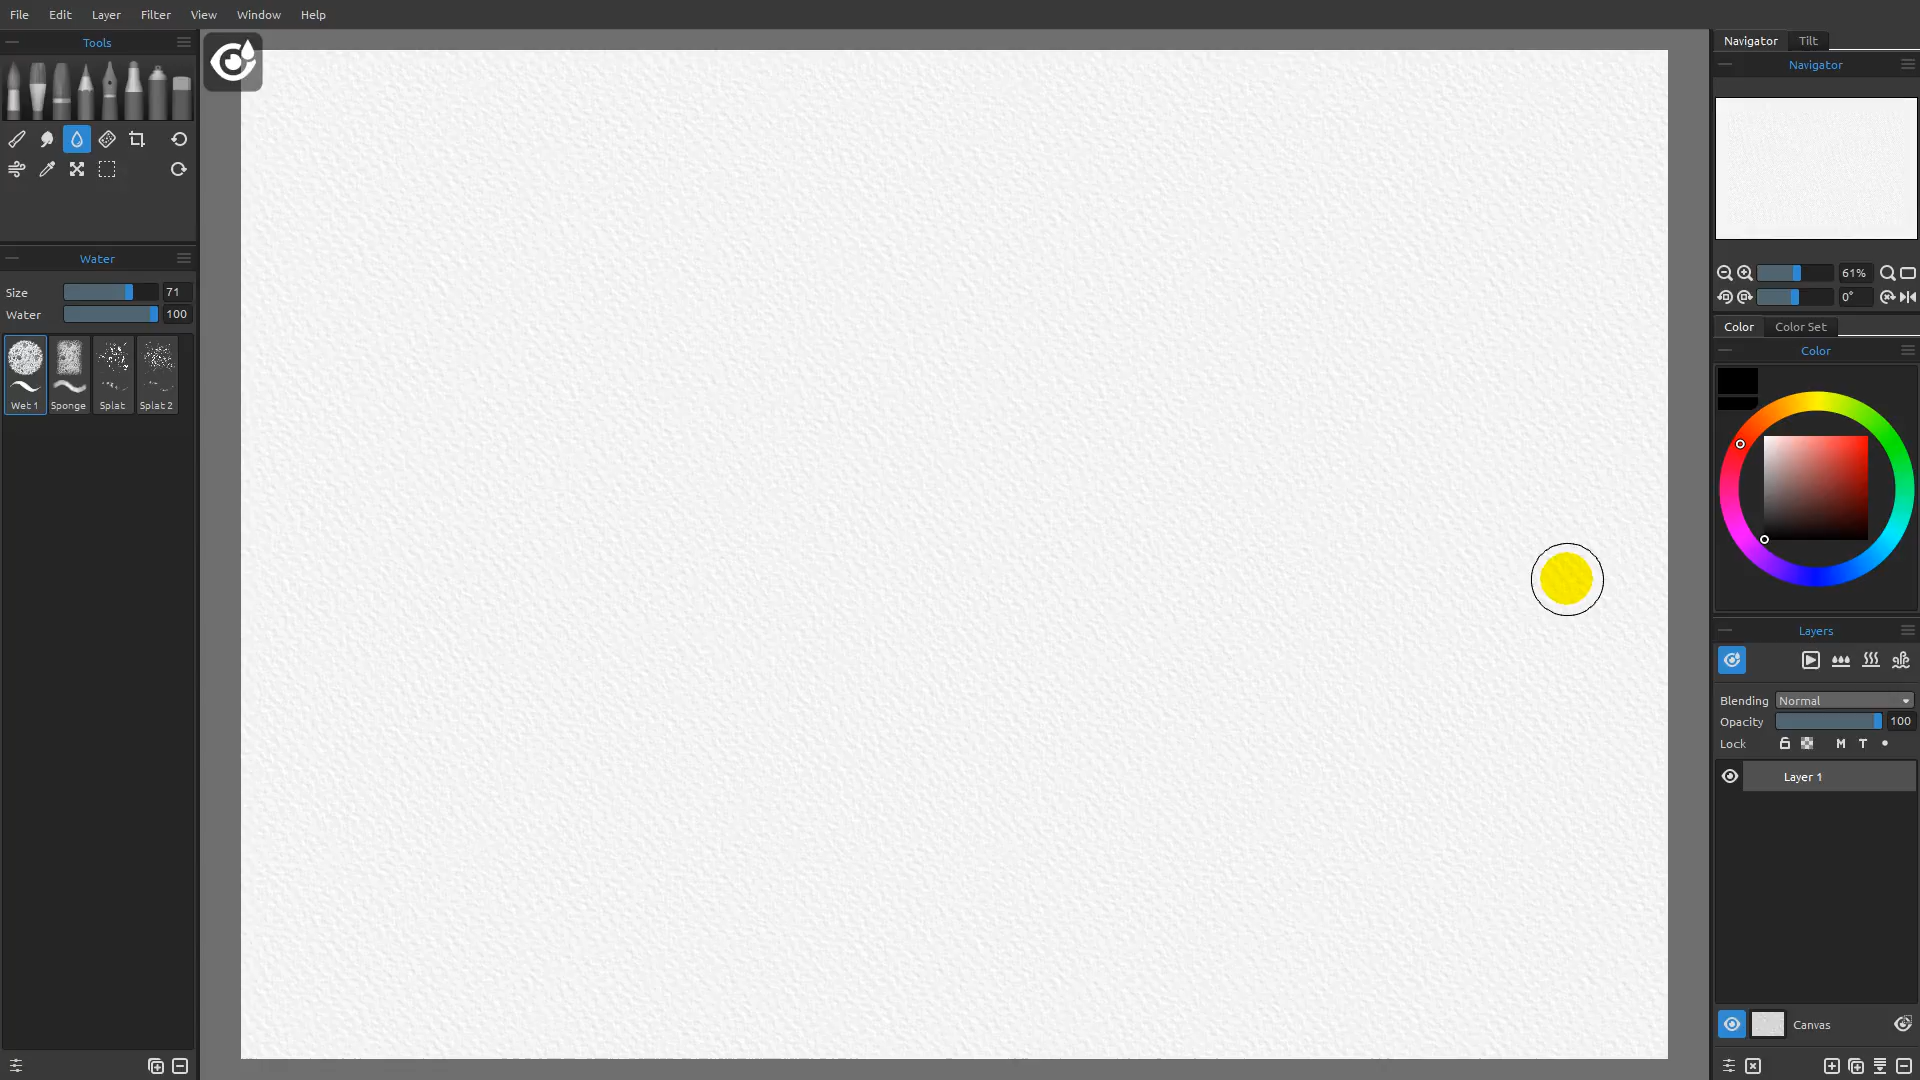 File Edit Layer Filter View Window Help
Tools
Water
Size 71
Water 100
Wet 1 Sponge Splat Splat 2
Navigator Tilt
Navigator
61%
0°
Color Color Set
Color
Layers
Blending Normal
Opacity 100
Lock M T
Layer 1
Canvas